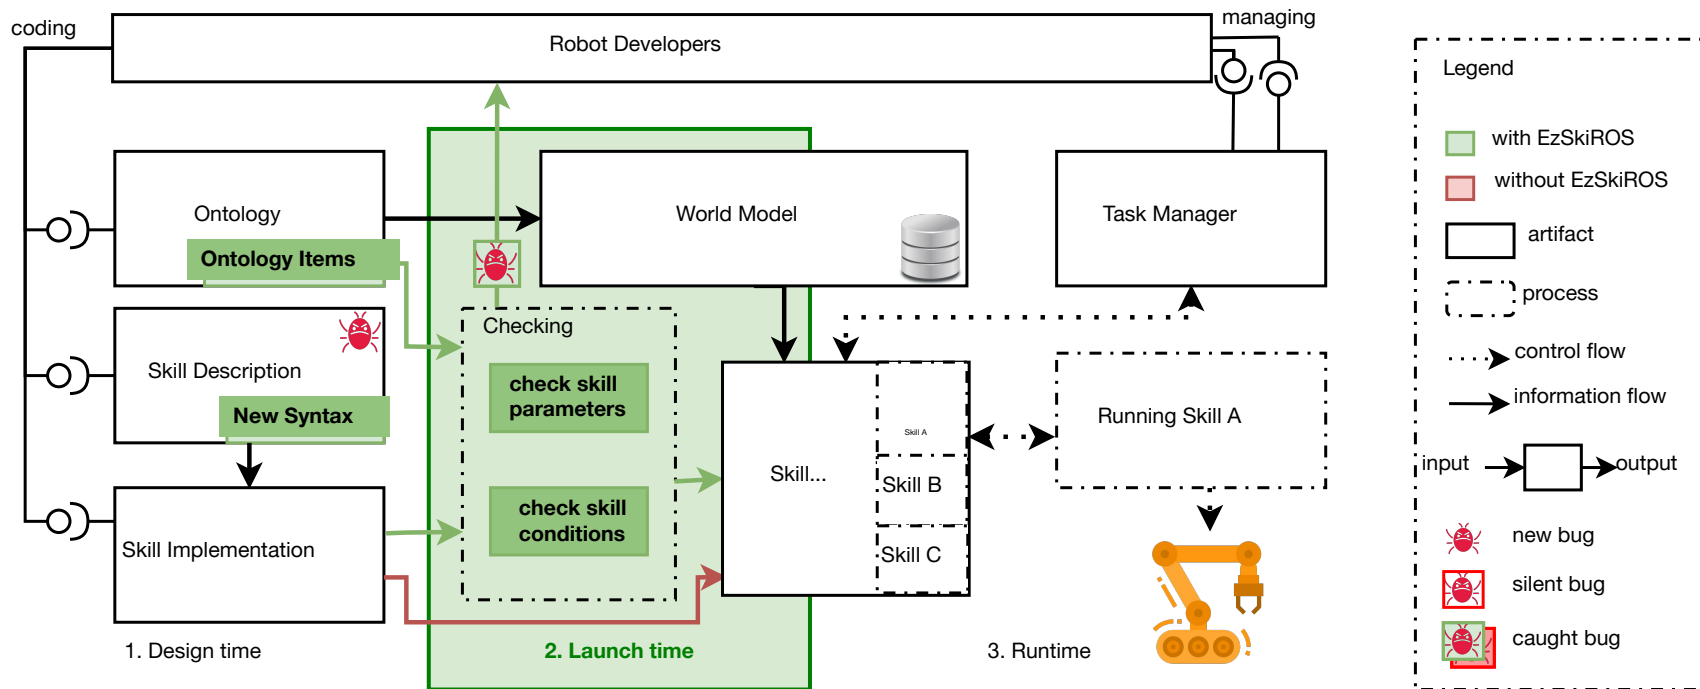 coding
managing
Robot Developers
Ontology
Ontology Items
World Model
Task Manager
Skill Description
New Syntax
Checking
check skill
parameters
check skill
conditions
Skill Implementation
Skill...
Skill A
Skill B
Skill C
Running Skill A
1. Design time
2. Launch time
3. Runtime
Legend
with EzSkiROS
without EzSkiROS
artifact
process
control flow
information flow
input
output
new bug
silent bug
caught bug